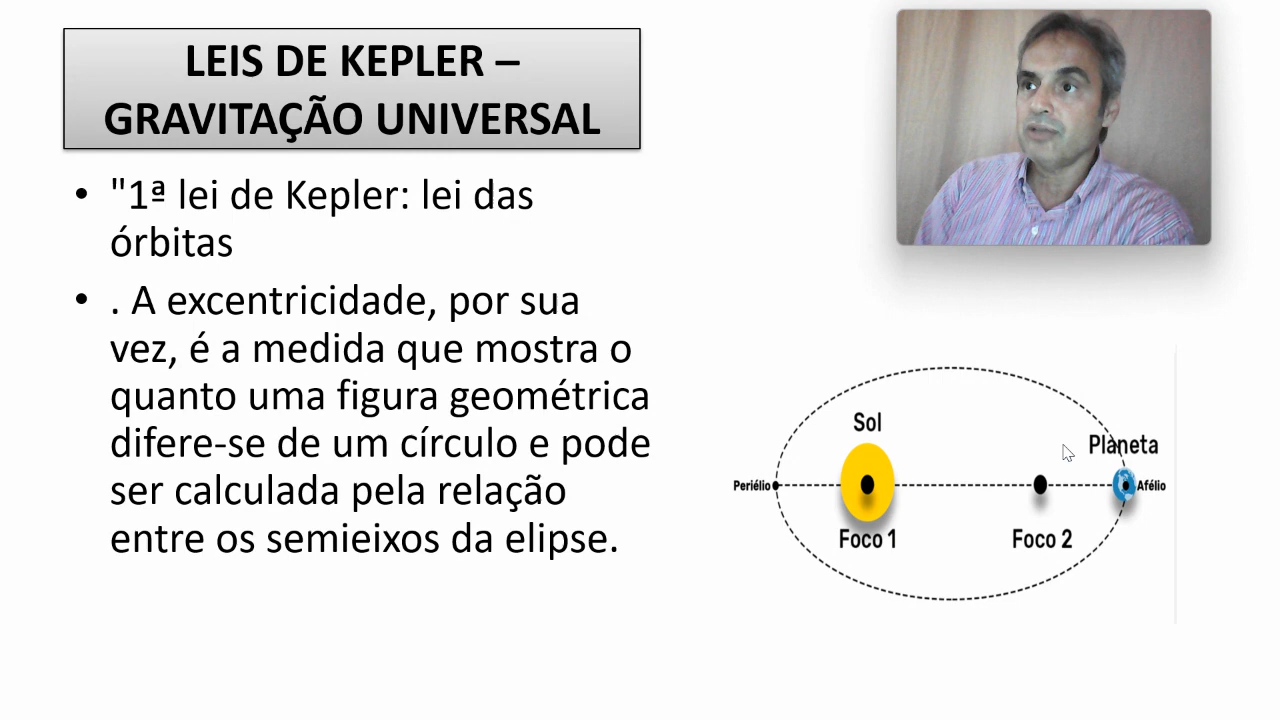 LEIS DE KEPLER –
GRAVITAÇÃO UNIVERSAL
• "1ª lei de Kepler: lei das
órbitas
• . A excentricidade, por sua
vez, é a medida que mostra o
quanto uma figura geométrica
difere-se de um círculo e pode
ser calculada pela relação
entre os semieixos da elipse.
Sol
Planeta
Periélio
Afélio
Foco 1
Foco 2